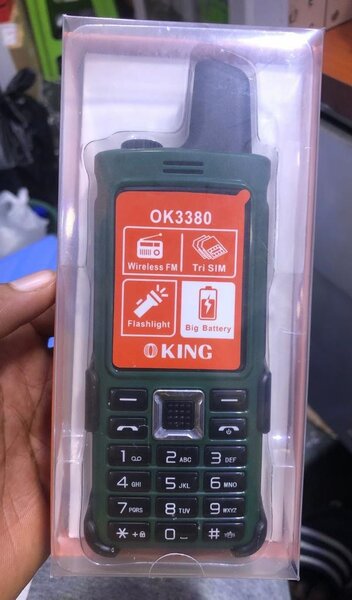 OK3380
Wireless FM
Tri SIM
Flashlight
Big Battery
OKING
1
2 ABC
3 DEF
4 GHI
5 JKL
6 MNO
7 PQRS
8 TUV
9 WXYZ
* +
0
#